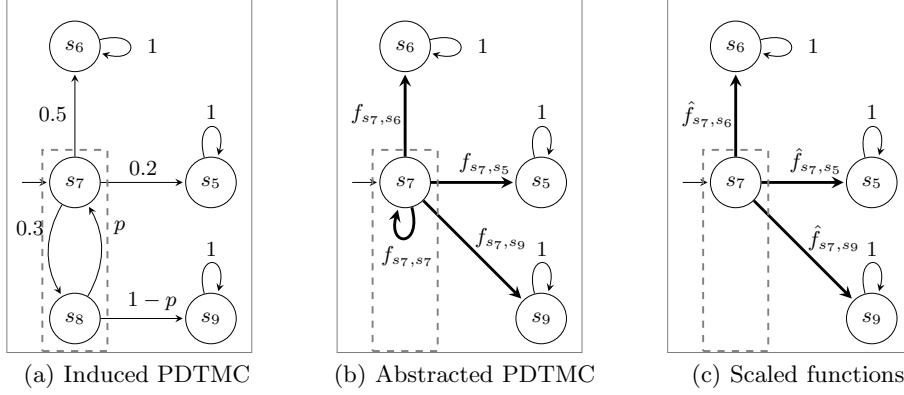 s₆ 1
0.5
1
s₇ 0.2 s₅
0.3 p
1
s₈ 1 − p s₉
(a) Induced PDTMC
s₆ 1
f_{s₇,s₆}
1
s₇ f_{s₇,s₅} s₅
f_{s₇,s₇} f_{s₇,s₉}
1
s₉
(b) Abstracted PDTMC
s₆ 1
f̂_{s₇,s₆}
1
s₇ f̂_{s₇,s₅} s₅
f̂_{s₇,s₉}
1
s₉
(c) Scaled functions